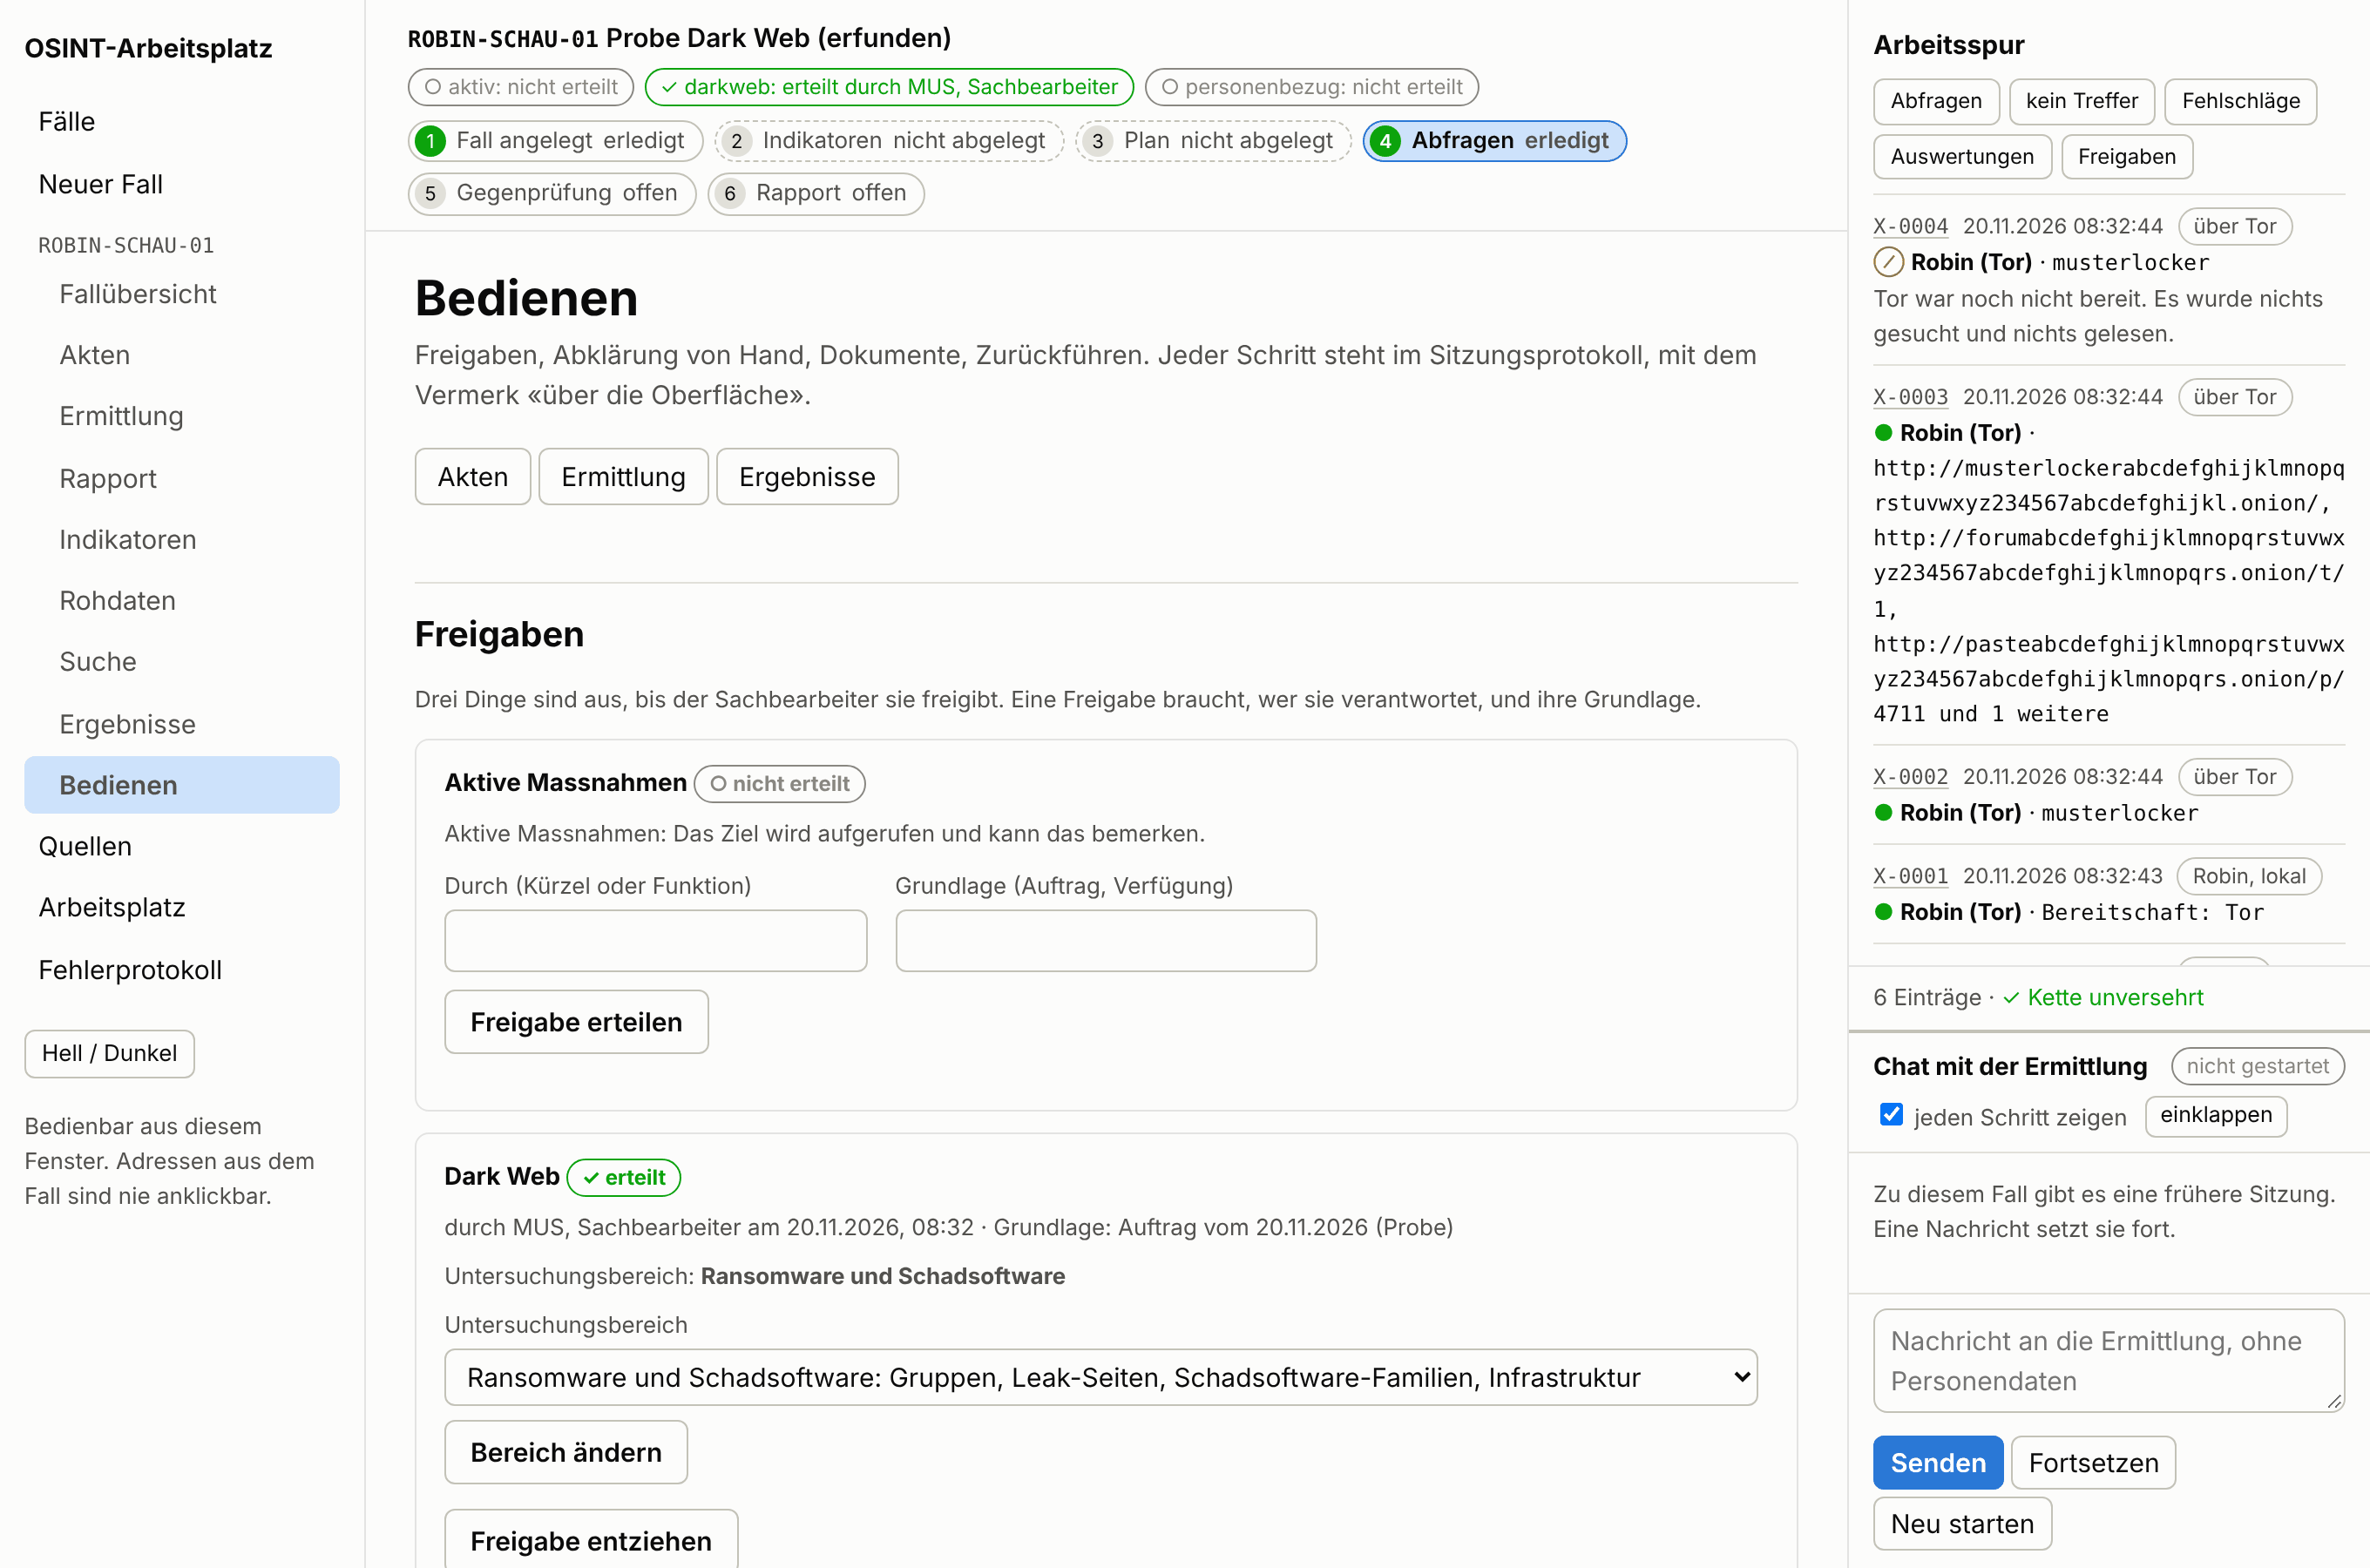 OSINT-Arbeitsplatz
Fälle
Neuer Fall
ROBIN-SCHAU-01
Fallübersicht
Akten
Ermittlung
Rapport
Indikatoren
Rohdaten
Suche
Ergebnisse
Bedienen
Quellen
Arbeitsplatz
Fehlerprotokoll
Hell / Dunkel
Bedienbar aus diesem
Fenster. Adressen aus dem
Fall sind nie anklickbar.
ROBIN-SCHAU-01 Probe Dark Web (erfunden)
aktiv: nicht erteilt
✓ darkweb: erteilt durch MUS, Sachbearbeiter
personenbezug: nicht erteilt
1 Fall angelegt erledigt
2 Indikatoren nicht abgelegt
3 Plan nicht abgelegt
4 Abfragen erledigt
5 Gegenprüfung offen
6 Rapport offen
Bedienen
Freigaben, Abklärung von Hand, Dokumente, Zurückführen. Jeder Schritt steht im Sitzungsprotokoll, mit dem
Vermerk «über die Oberfläche».
Akten
Ermittlung
Ergebnisse
Freigaben
Drei Dinge sind aus, bis der Sachbearbeiter sie freigibt. Eine Freigabe braucht, wer sie verantwortet, und ihre Grundlage.
Aktive Massnahmen nicht erteilt
Aktive Massnahmen: Das Ziel wird aufgerufen und kann das bemerken.
Durch (Kürzel oder Funktion)
Grundlage (Auftrag, Verfügung)
Freigabe erteilen
Dark Web ✓ erteilt
durch MUS, Sachbearbeiter am 20.11.2026, 08:32 · Grundlage: Auftrag vom 20.11.2026 (Probe)
Untersuchungsbereich: Ransomware und Schadsoftware
Untersuchungsbereich
Ransomware und Schadsoftware: Gruppen, Leak-Seiten, Schadsoftware-Familien, Infrastruktur
Bereich ändern
Freigabe entziehen
Arbeitsspur
Abfragen
kein Treffer
Fehlschläge
Auswertungen
Freigaben
X-0004 20.11.2026 08:32:44 über Tor
Robin (Tor) · musterlocker
Tor war noch nicht bereit. Es wurde nichts
gesucht und nichts gelesen.
X-0003 20.11.2026 08:32:44 über Tor
Robin (Tor) ·
http://musterlockerabcdefghijklmnopq
rstuvwxyz234567abcdefghijkl.onion/,
http://forumabcdefghijklmnopqrstuvwx
yz234567abcdefghijklmnopqrs.onion/t/
1,
http://pasteabcdefghijklmnopqrstuvwx
yz234567abcdefghijklmnopqrs.onion/p/
4711 und 1 weitere
X-0002 20.11.2026 08:32:44 über Tor
Robin (Tor) · musterlocker
X-0001 20.11.2026 08:32:43 Robin, lokal
Robin (Tor) · Bereitschaft: Tor
6 Einträge · ✓ Kette unversehrt
Chat mit der Ermittlung nicht gestartet
jeden Schritt zeigen einklappen
Zu diesem Fall gibt es eine frühere Sitzung.
Eine Nachricht setzt sie fort.
Nachricht an die Ermittlung, ohne
Personendaten
Senden
Fortsetzen
Neu starten